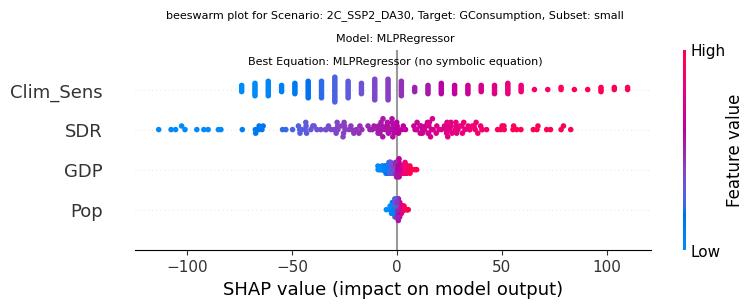 beeswarm plot for Scenario: 2C_SSP2_DA30, Target: GConsumption, Subset: small
Model: MLPRegressor
Best Equation: MLPRegressor (no symbolic equation)
High
Clim_Sens
SDR
GDP
Pop
Feature value
Low
−100 −50 0 50 100
SHAP value (impact on model output)